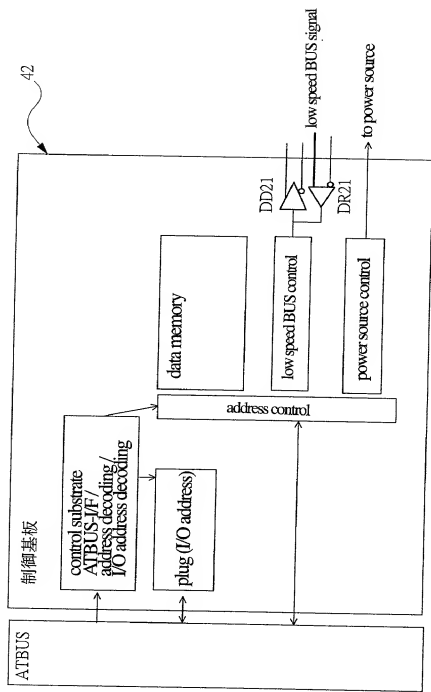 42
制御基板
ATBUS
control substrate
ATBUS-I/F/
address decoding/
I/O address decoding
plug (I/O address)
address control
data memory
low speed BUS control
power source control
DD21
DR21
low speed BUS signal
to power source